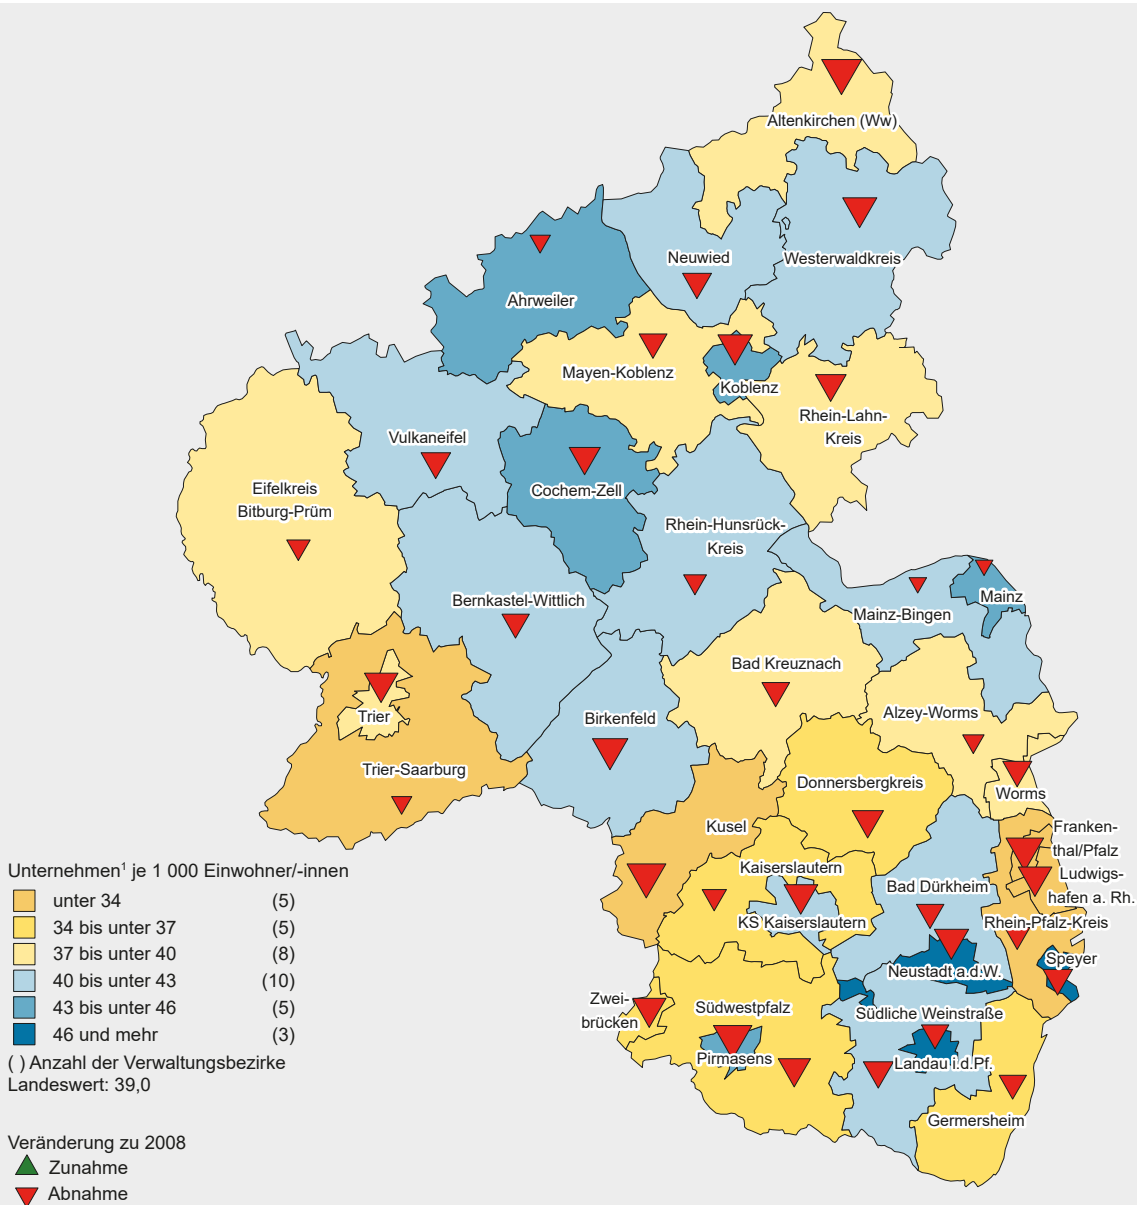 Altenkirchen (Ww)
Neuwied
Westerwaldkreis
Ahrweiler
Mayen-Koblenz
Koblenz
Rhein-Lahn-
Kreis
Vulkaneifel
Cochem-Zell
Eifelkreis
Bitburg-Prüm
Rhein-Hunsrück-
Kreis
Bernkastel-Wittlich
Mainz
Mainz-Bingen
Bad Kreuznach
Trier
Birkenfeld
Alzey-Worms
Trier-Saarburg
Donnersbergkreis
Worms
Kusel
Franken-
thal/Pfalz
Kaiserslautern
Ludwigs-
hafen a. Rh.
Bad Dürkheim
KS Kaiserslautern
Rhein-Pfalz-Kreis
Speyer
Neustadt a.d.W.
Zwei-
brücken
Südwestpfalz
Südliche Weinstraße
Pirmasens
Landau i.d.Pf.
Germersheim
Unternehmen¹ je 1 000 Einwohner/-innen
unter 34 (5)
34 bis unter 37 (5)
37 bis unter 40 (8)
40 bis unter 43 (10)
43 bis unter 46 (5)
46 und mehr (3)
( ) Anzahl der Verwaltungsbezirke
Landeswert: 39,0
Veränderung zu 2008
Zunahme
Abnahme